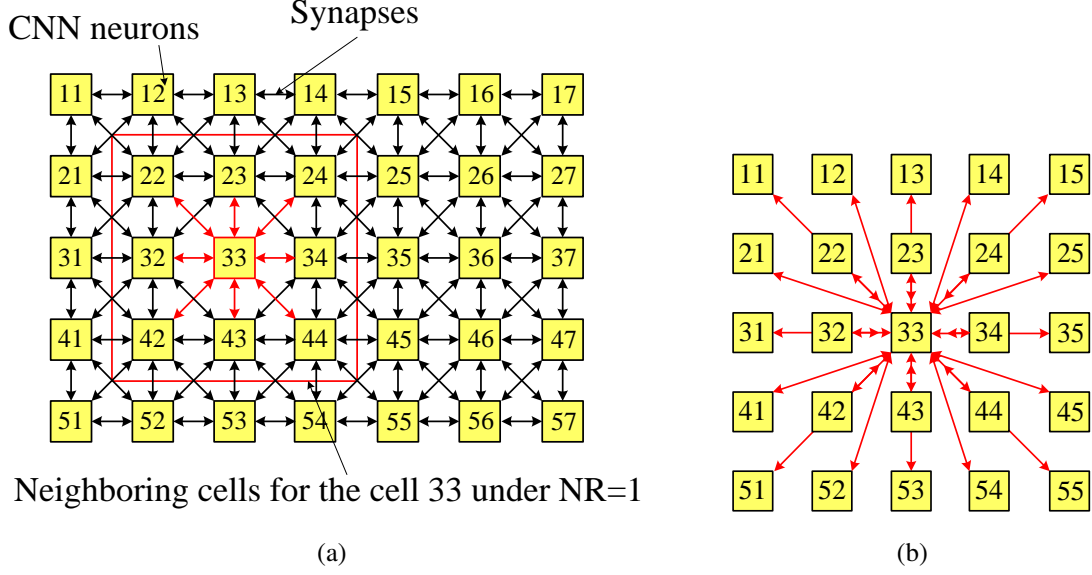 CNN neurons
Synapses
11 12 13 14 15 16 17
21 22 23 24 25 26 27
31 32 33 34 35 36 37
41 42 43 44 45 46 47
51 52 53 54 55 56 57
Neighboring cells for the cell 33 under NR=1
(a)
11 12 13 14 15
21 22 23 24 25
31 32 33 34 35
41 42 43 44 45
51 52 53 54 55
(b)